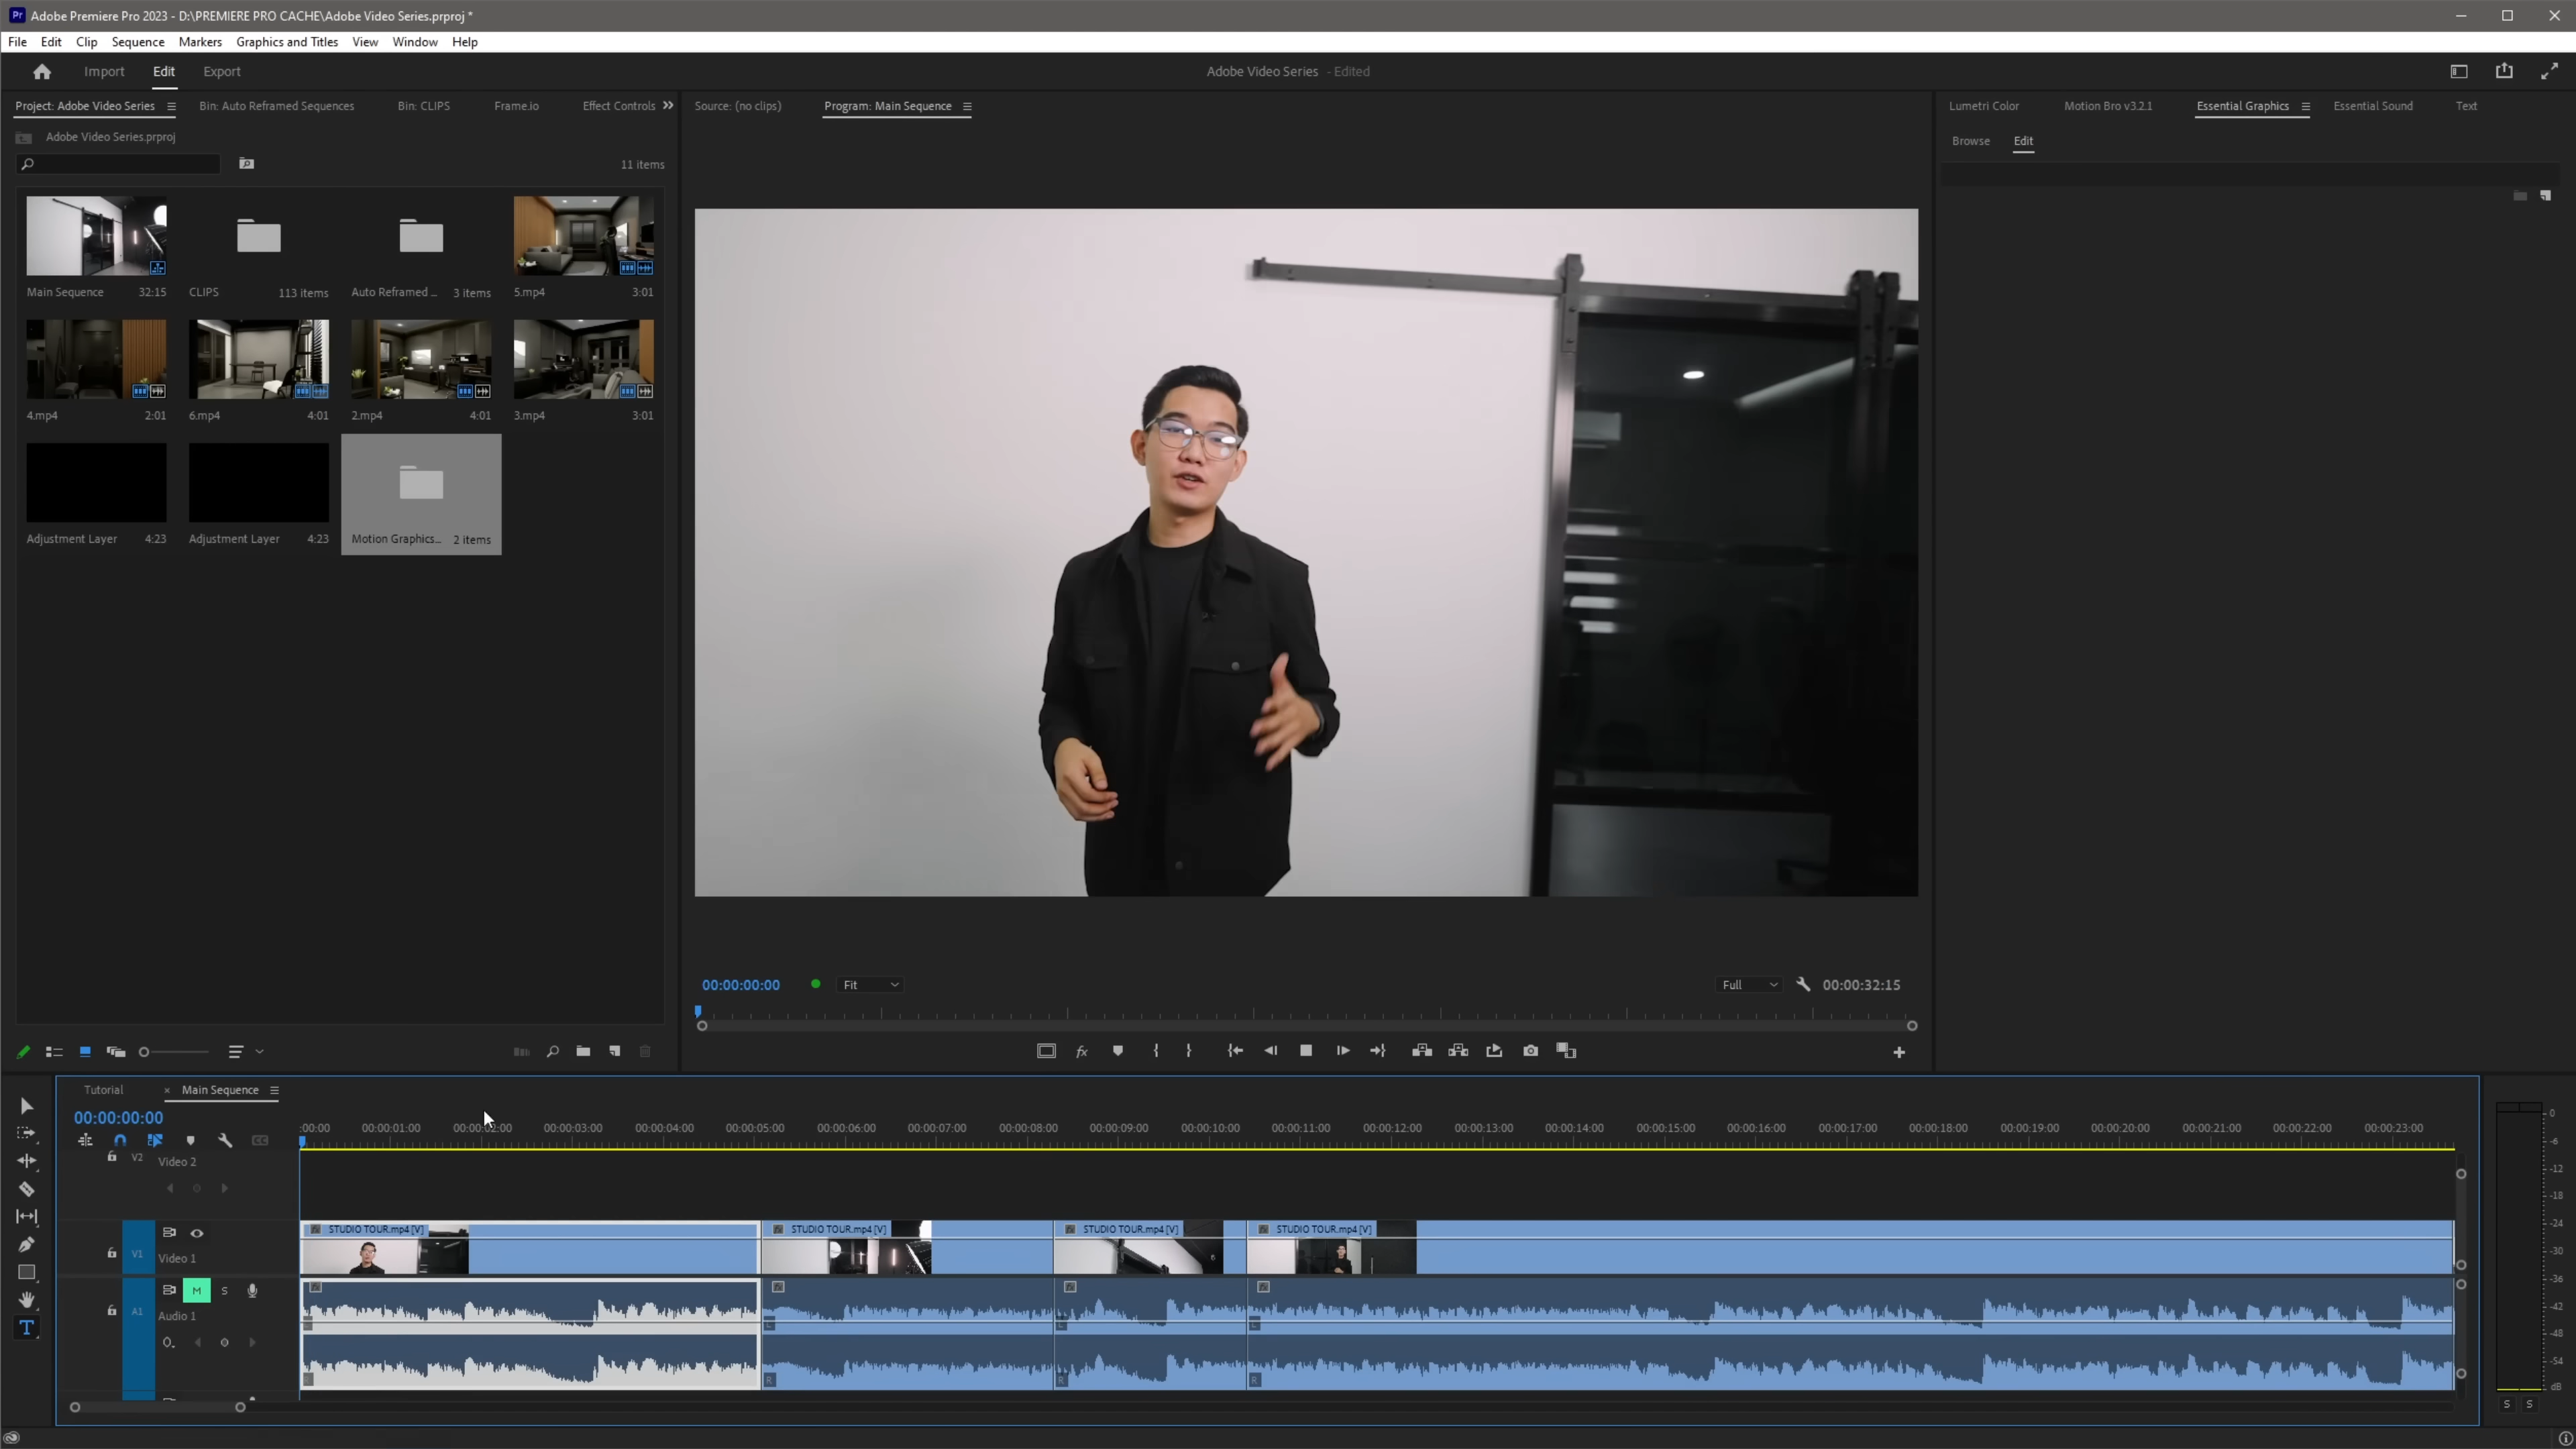 Adobe Premiere Pro 2023 - D:\PREMIERE PRO CACHE\Adobe Video Series.prproj *
File Edit Clip Sequence Markers Graphics and Titles View Window Help
Import Edit Export Adobe Video Series - Edited
Project: Adobe Video Series Bin: Auto Reframed Sequences Bin: CLIPS Frame.io Effect Controls Source: (no clips) Program: Main Sequence Lumetri Color Motion Bro v3.2.1 Essential Graphics Essential Sound Text
Adobe Video Series.prproj
Browse Edit
11 items
Main Sequence 32:15 CLIPS 113 items Auto Reframed ... 3 items 5.mp4 3:01
4.mp4 2:01 6.mp4 4:01 2.mp4 4:01 3.mp4 3:01
Adjustment Layer 4:23 Adjustment Layer 4:23 Motion Graphics... 2 items
00:00:00:00 Fit Full 00:00:32:15
Tutorial × Main Sequence
00:00:00:00
:00:00 00:00:01:00 00:00:02:00 00:00:03:00 00:00:04:00 00:00:05:00 00:00:06:00 00:00:07:00 00:00:08:00 00:00:09:00 00:00:10:00 00:00:11:00 00:00:12:00 00:00:13:00 00:00:14:00 00:00:15:00 00:00:16:00 00:00:17:00 00:00:18:00 00:00:19:00 00:00:20:00 00:00:21:00 00:00:22:00 00:00:23:00
V2 Video 2
STUDIO TOUR.mp4 [V] STUDIO TOUR.mp4 [V] STUDIO TOUR.mp4 [V] STUDIO TOUR.mp4 [V]
V1 Video 1
M S
A1 Audio 1
L L L
R R R
0
-6
-12
-18
-24
-30
-36
-42
-48
-54
dB
S S